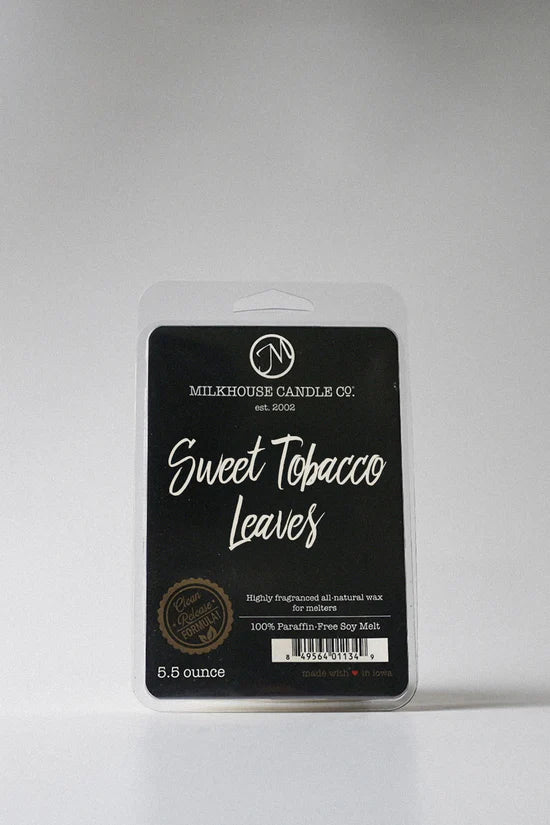 M
MILKHOUSE CANDLE CO.
est. 2002
Sweet Tobacco
Leaves
Highly fragranced all-natural wax
for melters
100% Paraffin-Free Soy Melt
Clean
Release
FORMULA!
8 49564 01134 9
5.5 ounce
made with ♥ in iowa